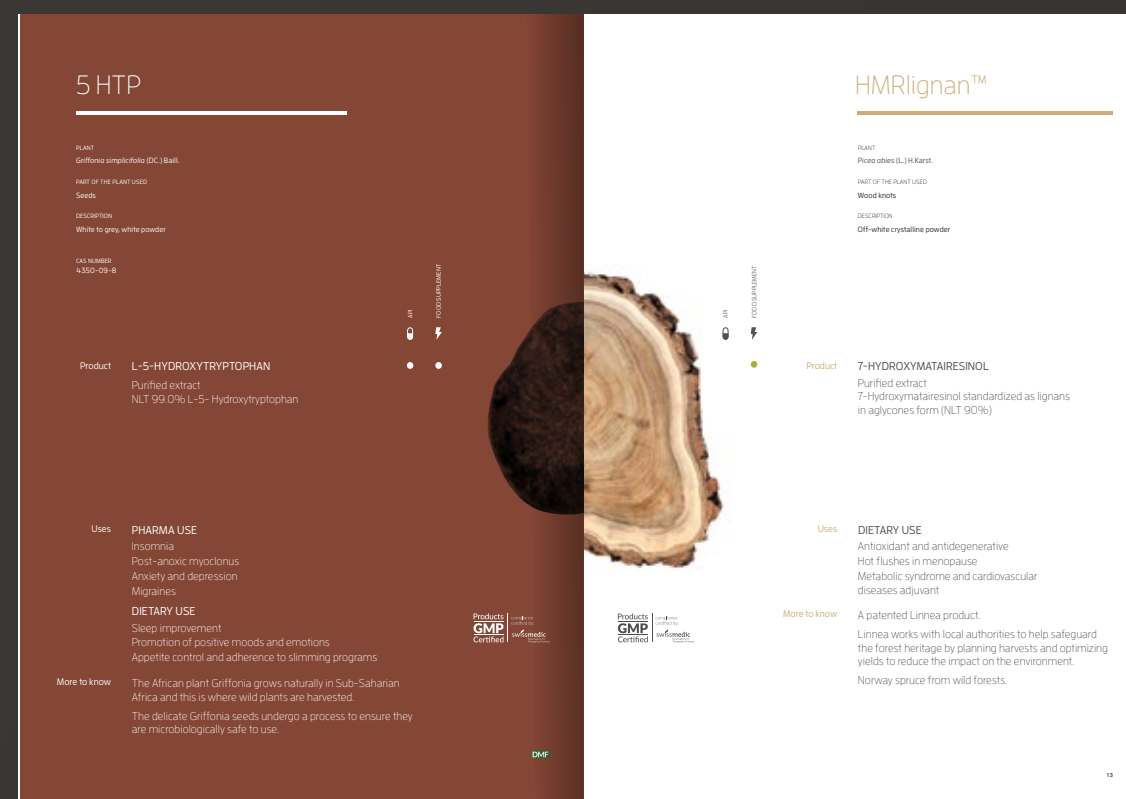 5 HTP
PLANT
Griffonia simplicifolia (DC.) Baill.
PART OF THE PLANT USED
Seeds
DESCRIPTION
White to grey, white powder
CAS NUMBER
4350-09-8
API
FOOD SUPPLEMENT
Product
L-5-HYDROXYTRYPTOPHAN
Purified extract
NLT 99.0% L-5- Hydroxytryptophan
Uses
PHARMA USE
Insomnia
Post-anoxic myoclonus
Anxiety and depression
Migraines
DIETARY USE
Sleep improvement
Promotion of positive moods and emotions
Appetite control and adherence to slimming programs
More to know
The African plant Griffonia grows naturally in Sub-Saharian
Africa and this is where wild plants are harvested.
The delicate Griffonia seeds undergo a process to ensure they
are microbiologically safe to use.
Products
GMP
Certified
compliance
certified by:
swissmedic
DMF
HMRlignan™
PLANT
Picea abies (L.) H.Karst.
PART OF THE PLANT USED
Wood knots
DESCRIPTION
Off-white crystalline powder
API
FOOD SUPPLEMENT
Product
7-HYDROXYMATAIRESINOL
Purified extract
7-Hydroxymatairesinol standardized as lignans
in aglycones form (NLT 90%)
Uses
DIETARY USE
Antioxidant and antidegenerative
Hot flushes in menopause
Metabolic syndrome and cardiovascular
diseases adjuvant
More to know
A patented Linnea product.
Linnea works with local authorities to help safeguard
the forest heritage by planning harvests and optimizing
yields to reduce the impact on the environment.
Norway spruce from wild forests.
Products
GMP
Certified
compliance
certified by:
swissmedic
13